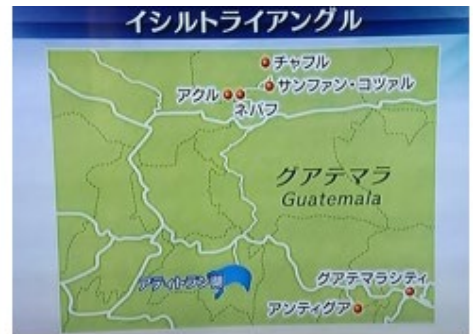 イシルトライアングル
チャフル
サンファン・コツァル
アクル
ネバフ
グアテマラ
Guatemala
アティトラン湖
グアテマラシティ
アンティグア